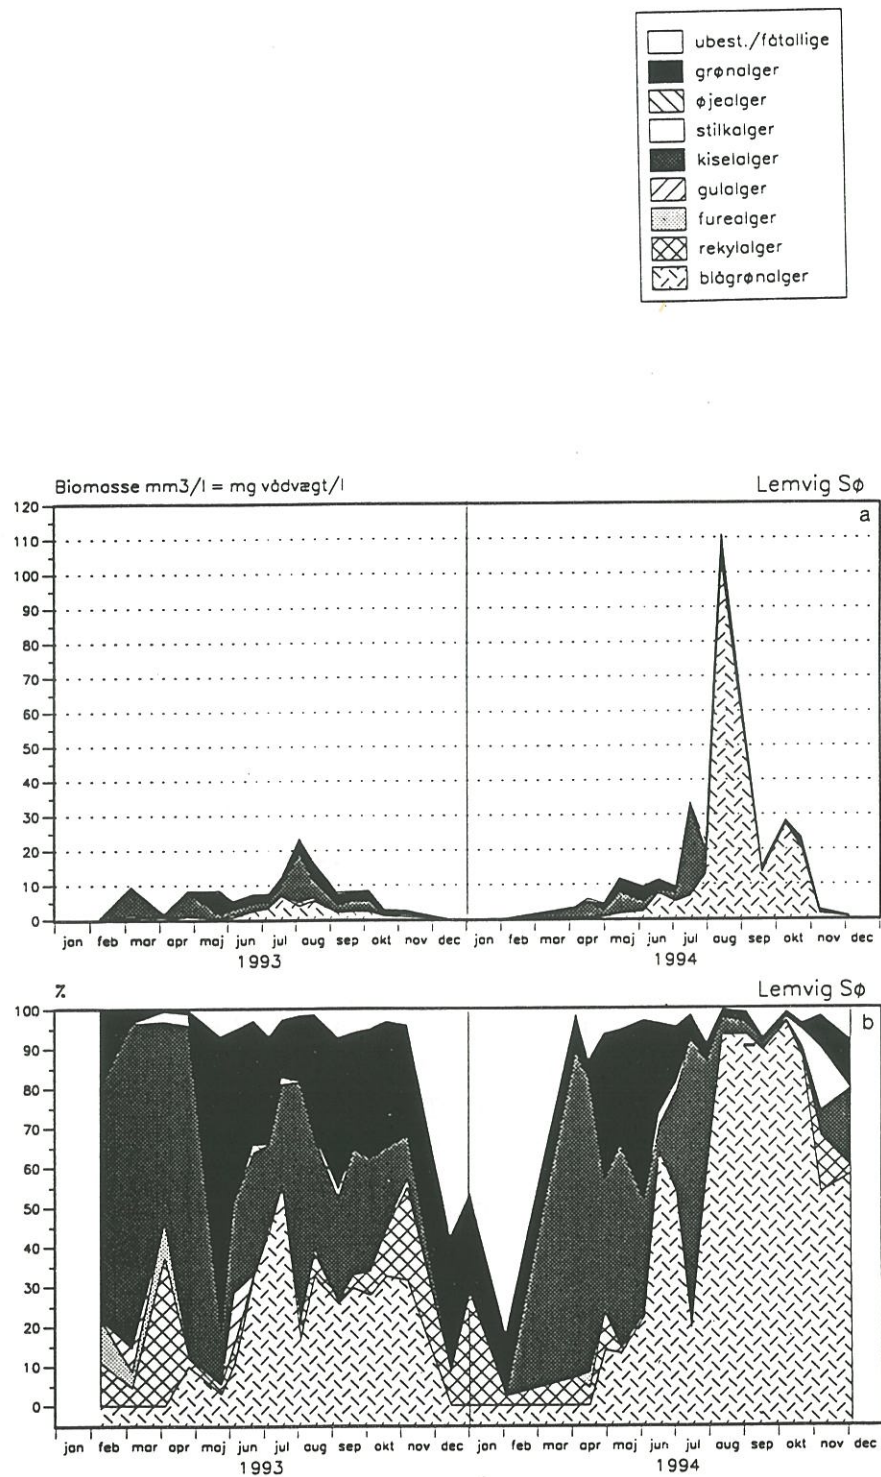 ubest./fåtallige
grønalger
øjealger
stilkalger
kiselalger
gulalger
furealger
rekylalger
blågrønalger
Biomasse mm3/l = mg vådvægt/l
Lemvig Sø
a
120
110
100
90
80
70
60
50
40
30
20
10
0
jan feb mar apr maj jun jul aug sep okt nov dec jan feb mar apr maj jun jul aug sep okt nov dec
1993 1994
%
Lemvig Sø
b
100
90
80
70
60
50
40
30
20
10
0
jan feb mar apr maj jun jul aug sep okt nov dec jan feb mar apr maj jun jul aug sep okt nov dec
1993 1994